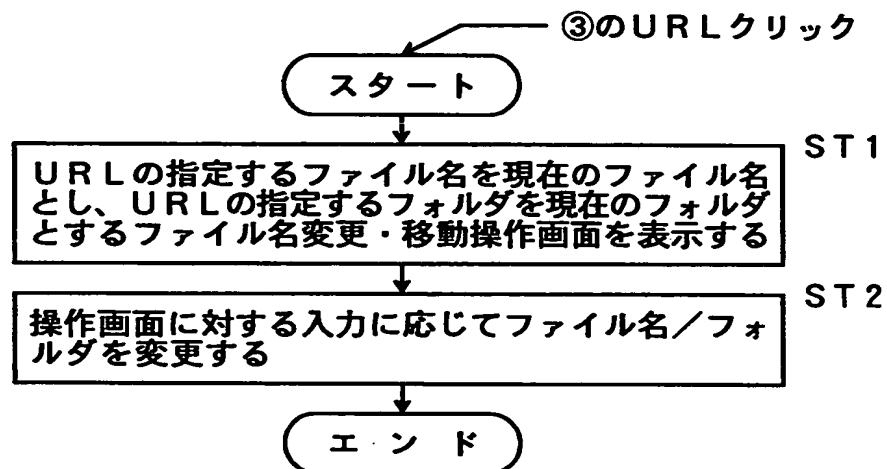 ③のURLクリック
スタート
ST1
URLの指定するファイル名を現在のファイル名
とし、URLの指定するフォルダを現在のフォルダ
とするファイル名変更・移動操作画面を表示する
ST2
操作画面に対する入力に応じてファイル名/フォ
ルダを変更する
エンド